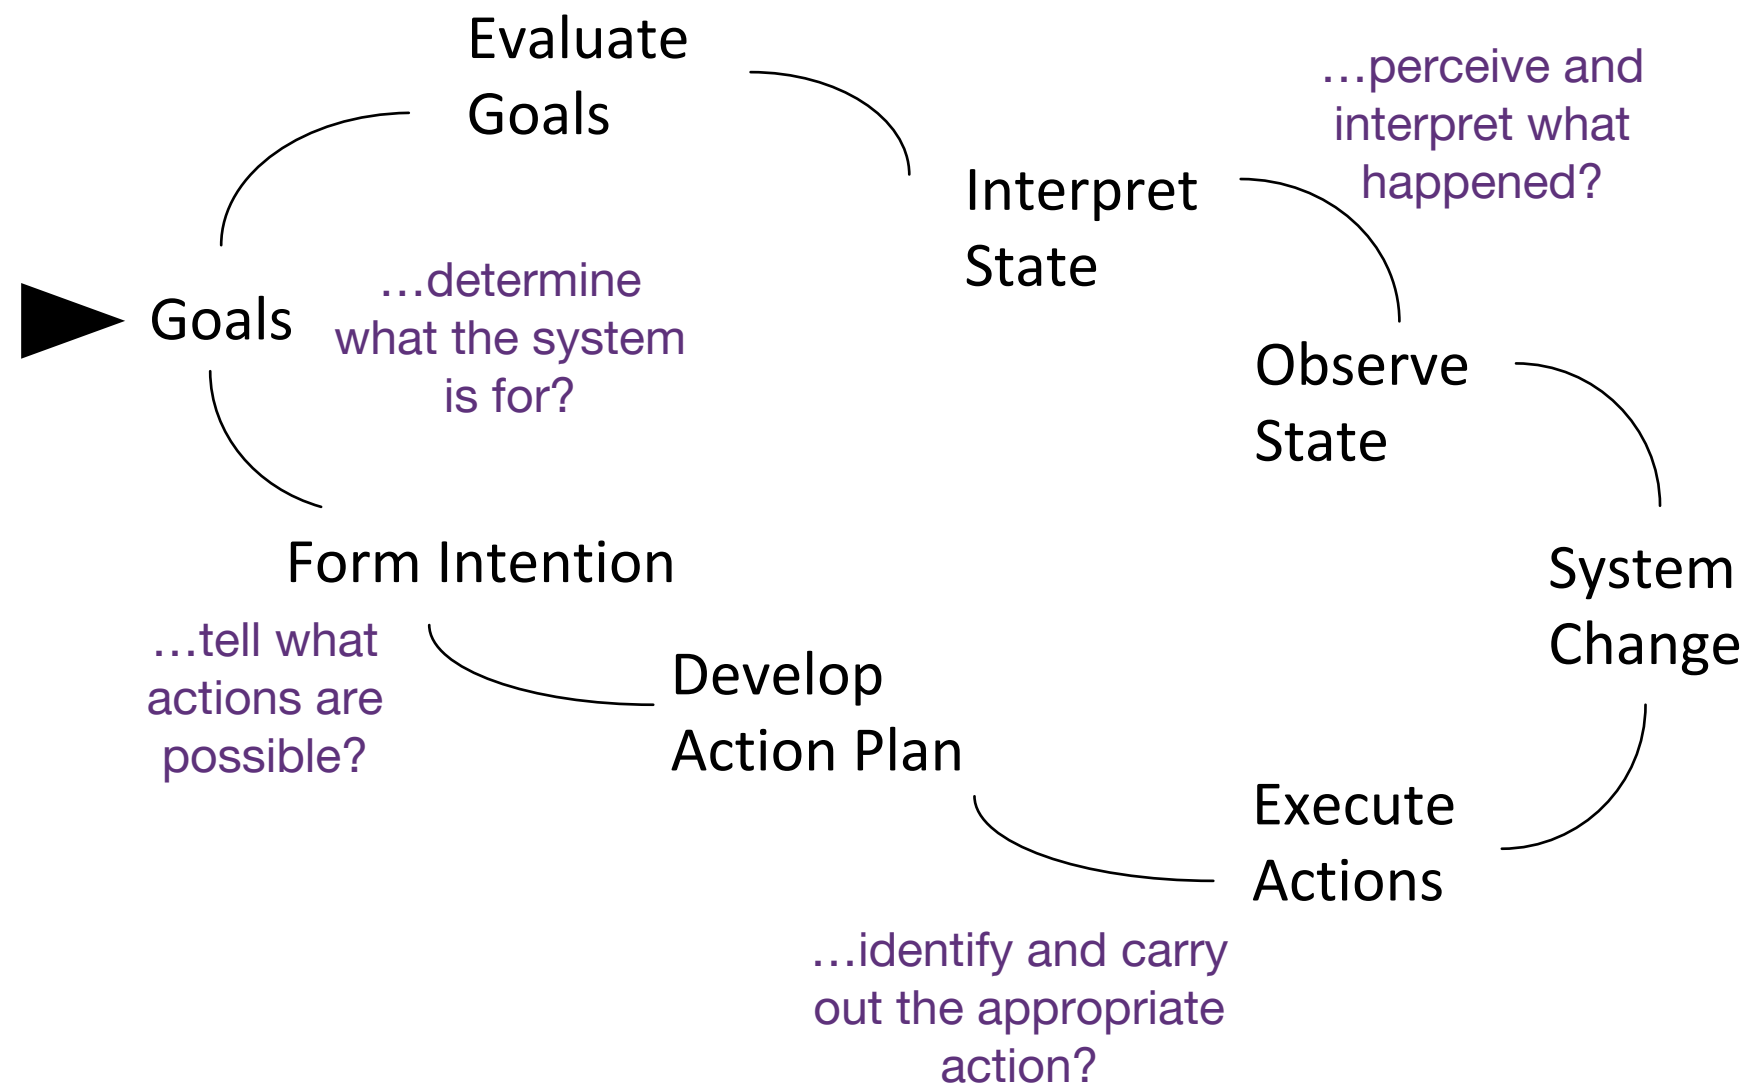 Evaluate
Goals
…perceive and
interpret what
happened?
Interpret
State
Goals
…determine
what the system
is for?
Observe
State
Form Intention
…tell what
actions are
possible?
System
Change
Develop
Action Plan
Execute
Actions
…identify and carry
out the appropriate
action?